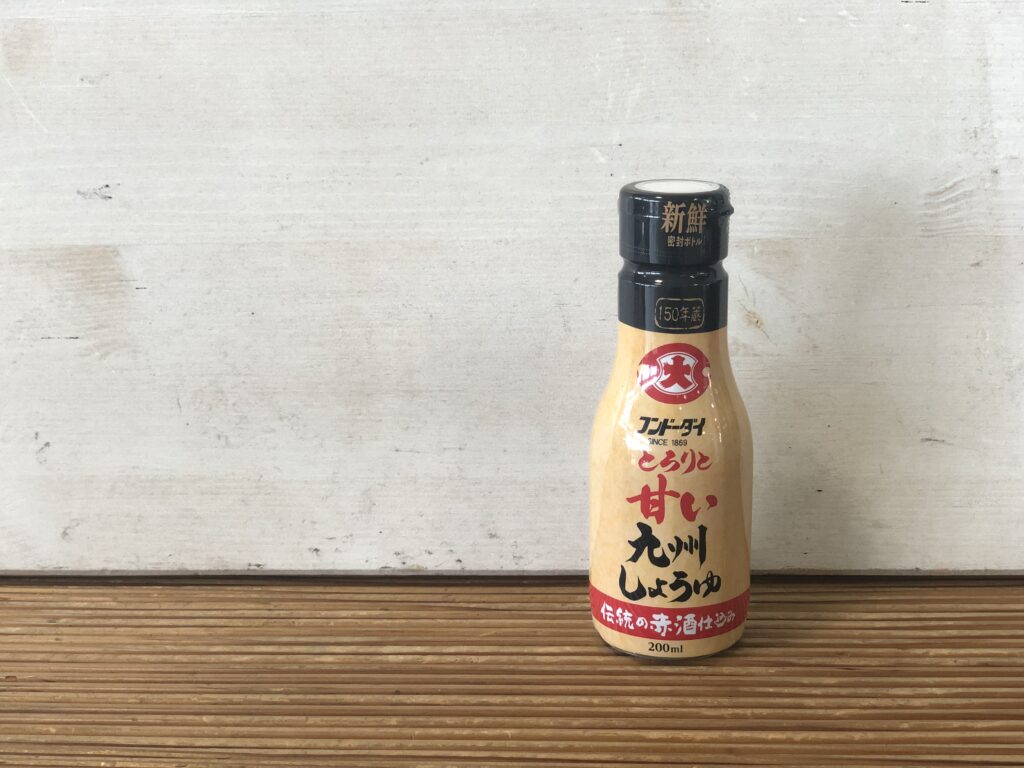 新鮮
密封ボトル
150年蔵
大
フンドーダイ
SINCE 1869
とろりと
甘い
九州
しょうゆ
伝統の赤酒仕込み
200ml